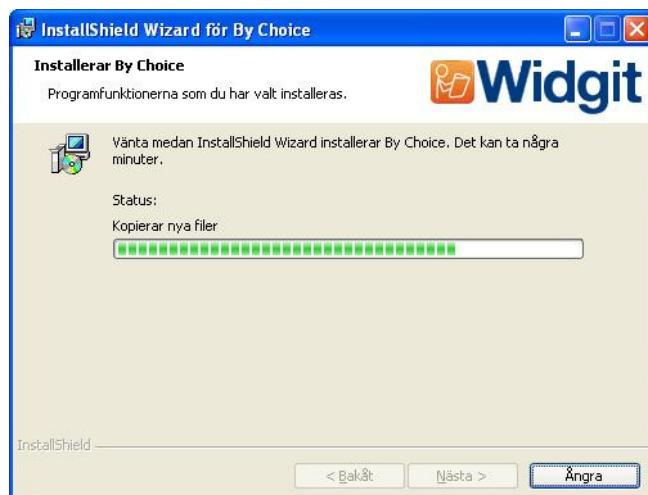 InstallShield Wizard för By Choice
Installerar By Choice
Programfunktionerna som du har valt installeras.
Widgit
Vänta medan InstallShield Wizard installerar By Choice. Det kan ta några
minuter.
Status:
Kopierar nya filer
InstallShield
< Bakåt
Nästa >
Ångra